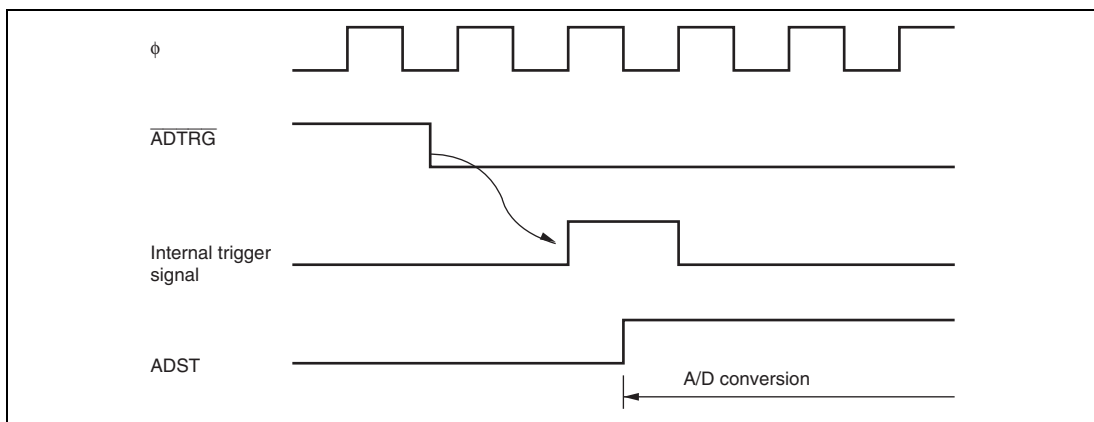 ϕ
ADTRG
Internal trigger
signal
ADST
A/D conversion